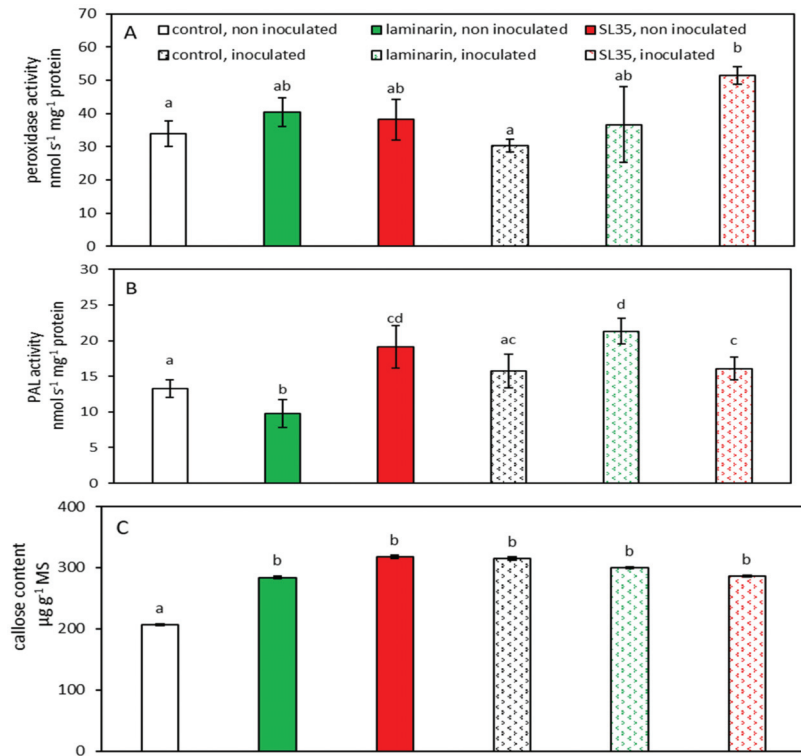 70
A
control, non inoculated
laminarin, non inoculated
SL35, non inoculated
60
control, inoculated
laminarin, inoculated
SL35, inoculated
b
50
ab
ab
ab
40
a
a
30
20
10
0
peroxidase activity
nmol s⁻¹ mg⁻¹ protein
30
B
25
d
cd
20
ac
c
a
15
b
10
5
0
PAL activity
nmol s⁻¹ mg⁻¹ protein
400
C
b
b
b
b
b
300
a
200
100
0
callose content
µg g⁻¹ MS